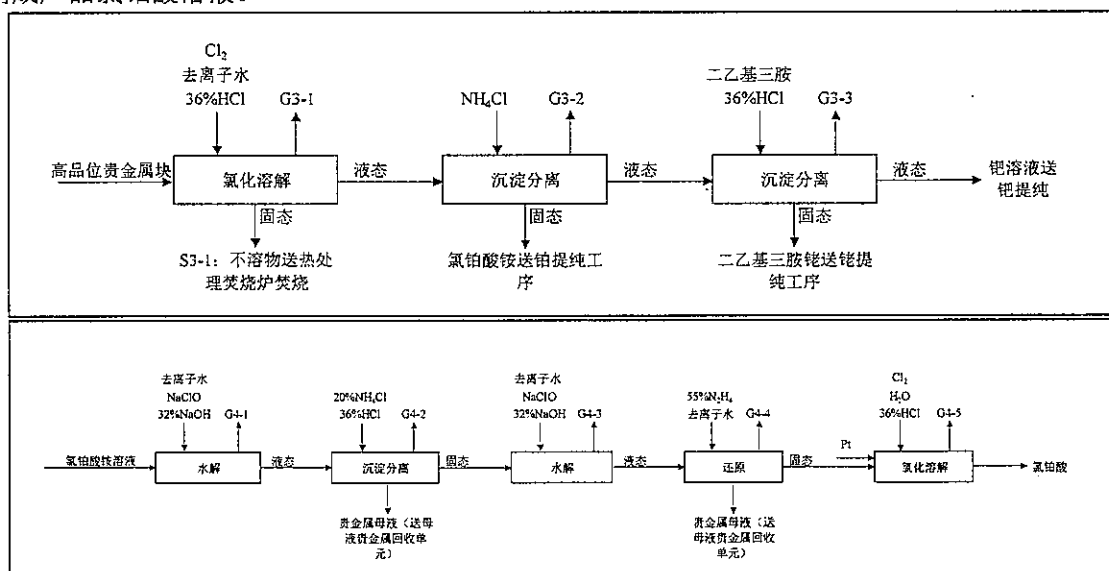 Cl₂
去离子水
36%HCl
G3-1
NH₄Cl
G3-2
二乙基三胺
36%HCl
G3-3
高品位贵金属块
氯化溶解
液态
沉淀分离
液态
沉淀分离
液态
钯溶液送
钯提纯
固态
固态
固态
S3-1：不溶物送热处
理焚烧炉焚烧
氯铂酸铵送铂提纯工
序
二乙基三胺铑送铑提
纯工序
去离子水
NaClO
32%NaOH
G4-1
20%NH₄Cl
36%HCl
G4-2
去离子水
NaClO
32%NaOH
G4-3
55%N₂H₄
去离子水
G4-4
Cl₂
H₂O
36%HCl
G4-5
Pt
氯铂酸铵溶液
水解
液态
沉淀分离
固态
水解
液态
还原
固态
氯化溶解
氯铂酸
贵金属母液（送母
液贵金属回收单
元）
贵金属母液（送
母液贵金属回收
单元）